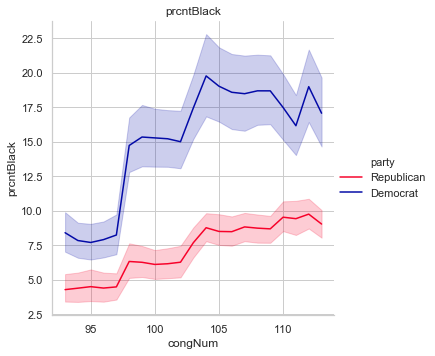 prcntBlack
22.5
20.0
17.5
15.0
12.5
10.0
7.5
5.0
2.5
prcntBlack
95
100
105
110
congNum
party
Republican
Democrat